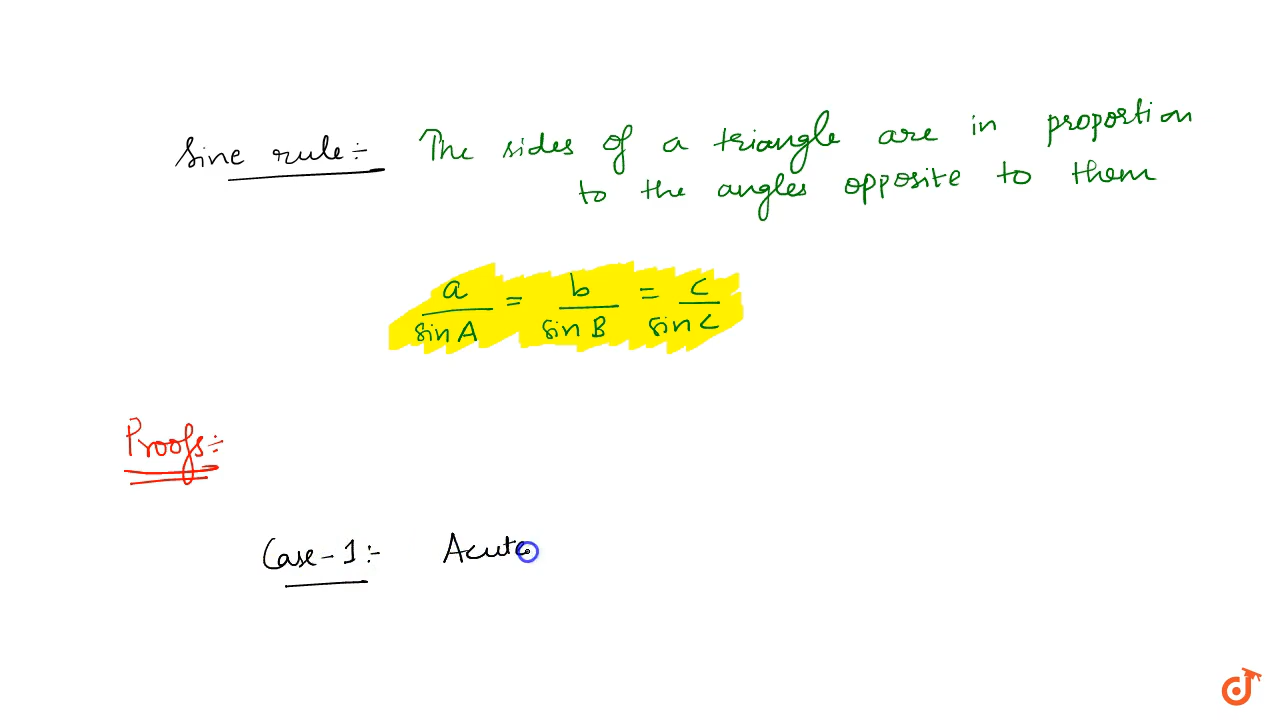 Sine rule:- The sides of a triangle are in proportion
to the angles opposite to them
a/sin A = b/sin B = c/sin C
Proofs:-
Case-1:- Acute